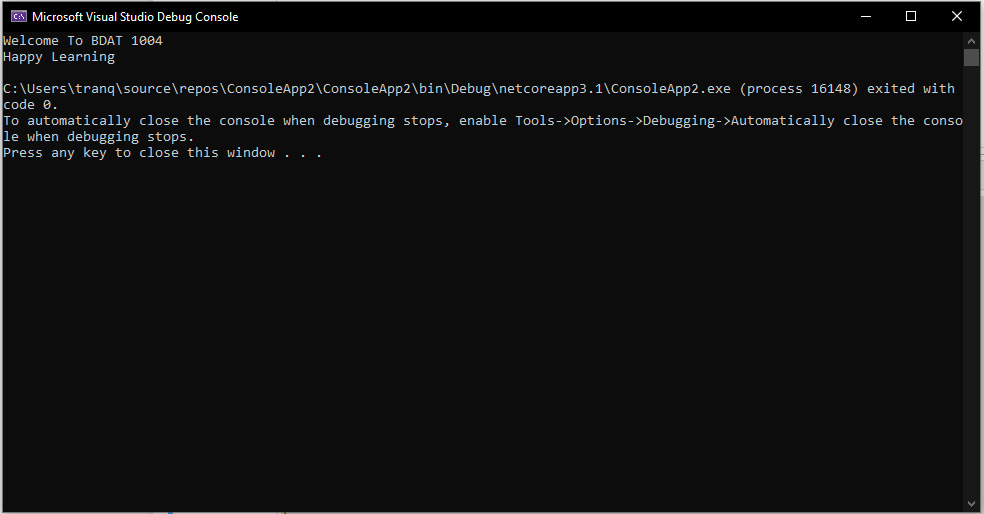 Microsoft Visual Studio Debug Console
Welcome To BDAT 1004
Happy Learning
C:\Users\tranq\source\repos\ConsoleApp2\ConsoleApp2\bin\Debug\netcoreapp3.1\ConsoleApp2.exe (process 16148) exited with
code 0.
To automatically close the console when debugging stops, enable Tools->Options->Debugging->Automatically close the conso
le when debugging stops.
Press any key to close this window . . .